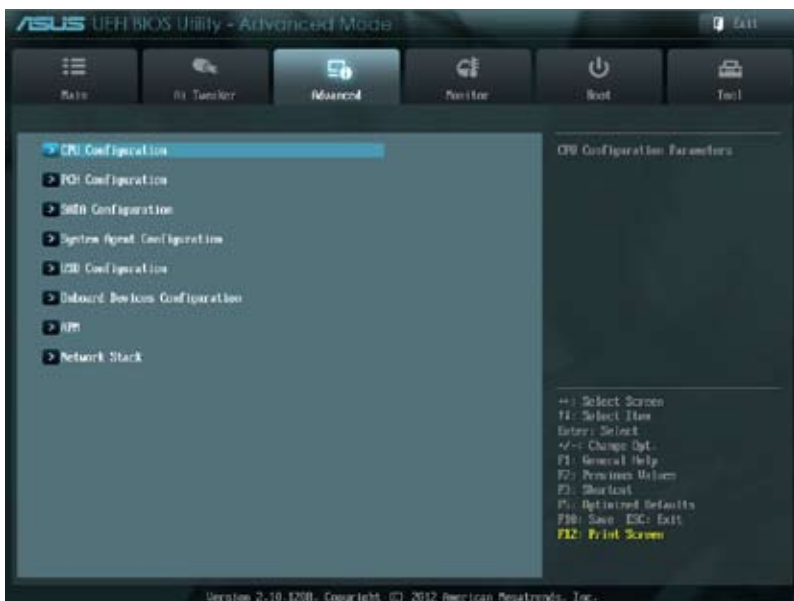 ASUS UEFI BIOS Utility - Advanced Mode
Exit
Main
Ai Tweaker
Advanced
Monitor
Boot
Tool
CPU Configuration
PCH Configuration
SATA Configuration
System Agent Configuration
USB Configuration
Onboard Devices Configuration
APM
Network Stack
CPU Configuration Parameters
→←: Select Screen
↑↓: Select Item
Enter: Select
+/-: Change Opt.
F1: General Help
F2: Previous Values
F3: Shortcut
F5: Optimized Defaults
F10: Save ESC: Exit
F12: Print Screen
Version 2.10.1208. Copyright (C) 2012 American Megatrends, Inc.